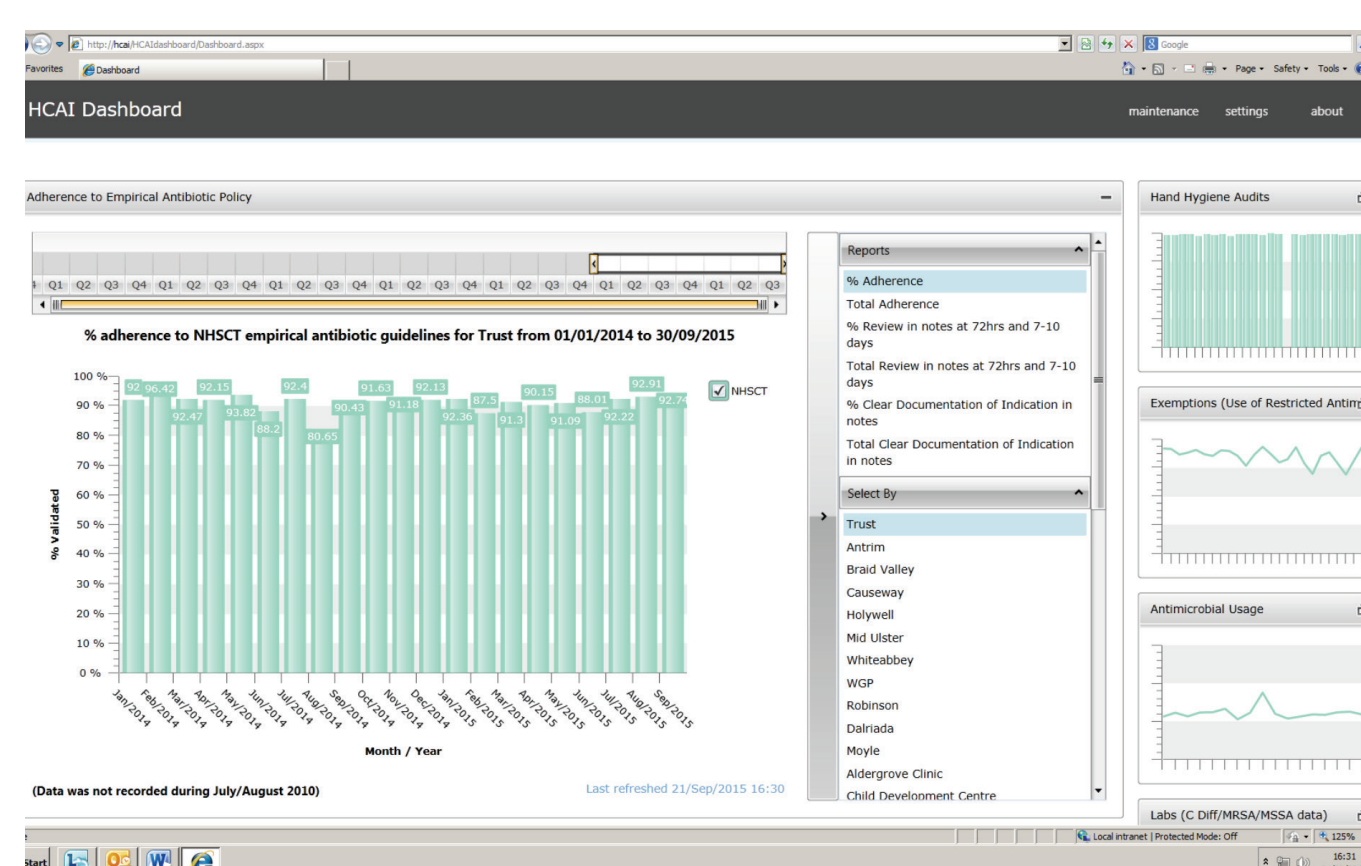 http://hcai/HCAIdashboard/Dashboard.aspx
Google
Favorites
Dashboard
Page
Safety
Tools
HCAI Dashboard
maintenance
settings
about
Adherence to Empirical Antibiotic Policy
Q1 Q2 Q3 Q4 Q1 Q2 Q3 Q4 Q1 Q2 Q3 Q4 Q1 Q2 Q3 Q4 Q1 Q2 Q3 Q4 Q1 Q2 Q3 Q4 Q1 Q2 Q3
% adherence to NHSCT empirical antibiotic guidelines for Trust from 01/01/2014 to 30/09/2015
100 %
90 %
80 %
70 %
60 %
50 %
40 %
30 %
20 %
10 %
0 %
% Validated
92 96.42 92.47 92.15 93.82 88.2 92.4 80.65 90.43 91.63 91.18 92.13 92.36 87.5 91.3 90.15 91.09 88.01 92.22 92.91 92.74
NHSCT
Jan/2014 Feb/2014 Mar/2014 Apr/2014 May/2014 Jun/2014 Jul/2014 Aug/2014 Sep/2014 Oct/2014 Nov/2014 Dec/2014 Jan/2015 Feb/2015 Mar/2015 Apr/2015 May/2015 Jun/2015 Jul/2015 Aug/2015 Sep/2015
Month / Year
(Data was not recorded during July/August 2010)
Last refreshed 21/Sep/2015 16:30
Reports
% Adherence
Total Adherence
% Review in notes at 72hrs and 7-10
days
Total Review in notes at 72hrs and 7-10
days
% Clear Documentation of Indication in
notes
Total Clear Documentation of Indication
in notes
Select By
Trust
Antrim
Braid Valley
Causeway
Holywell
Mid Ulster
Whiteabbey
WGP
Robinson
Dalriada
Moyle
Aldergrove Clinic
Child Development Centre
Hand Hygiene Audits
Exemptions (Use of Restricted
Antimicrobial Usage
Labs (C Diff/MRSA/MSSA data)
Local intranet | Protected Mode: Off
125%
16:31